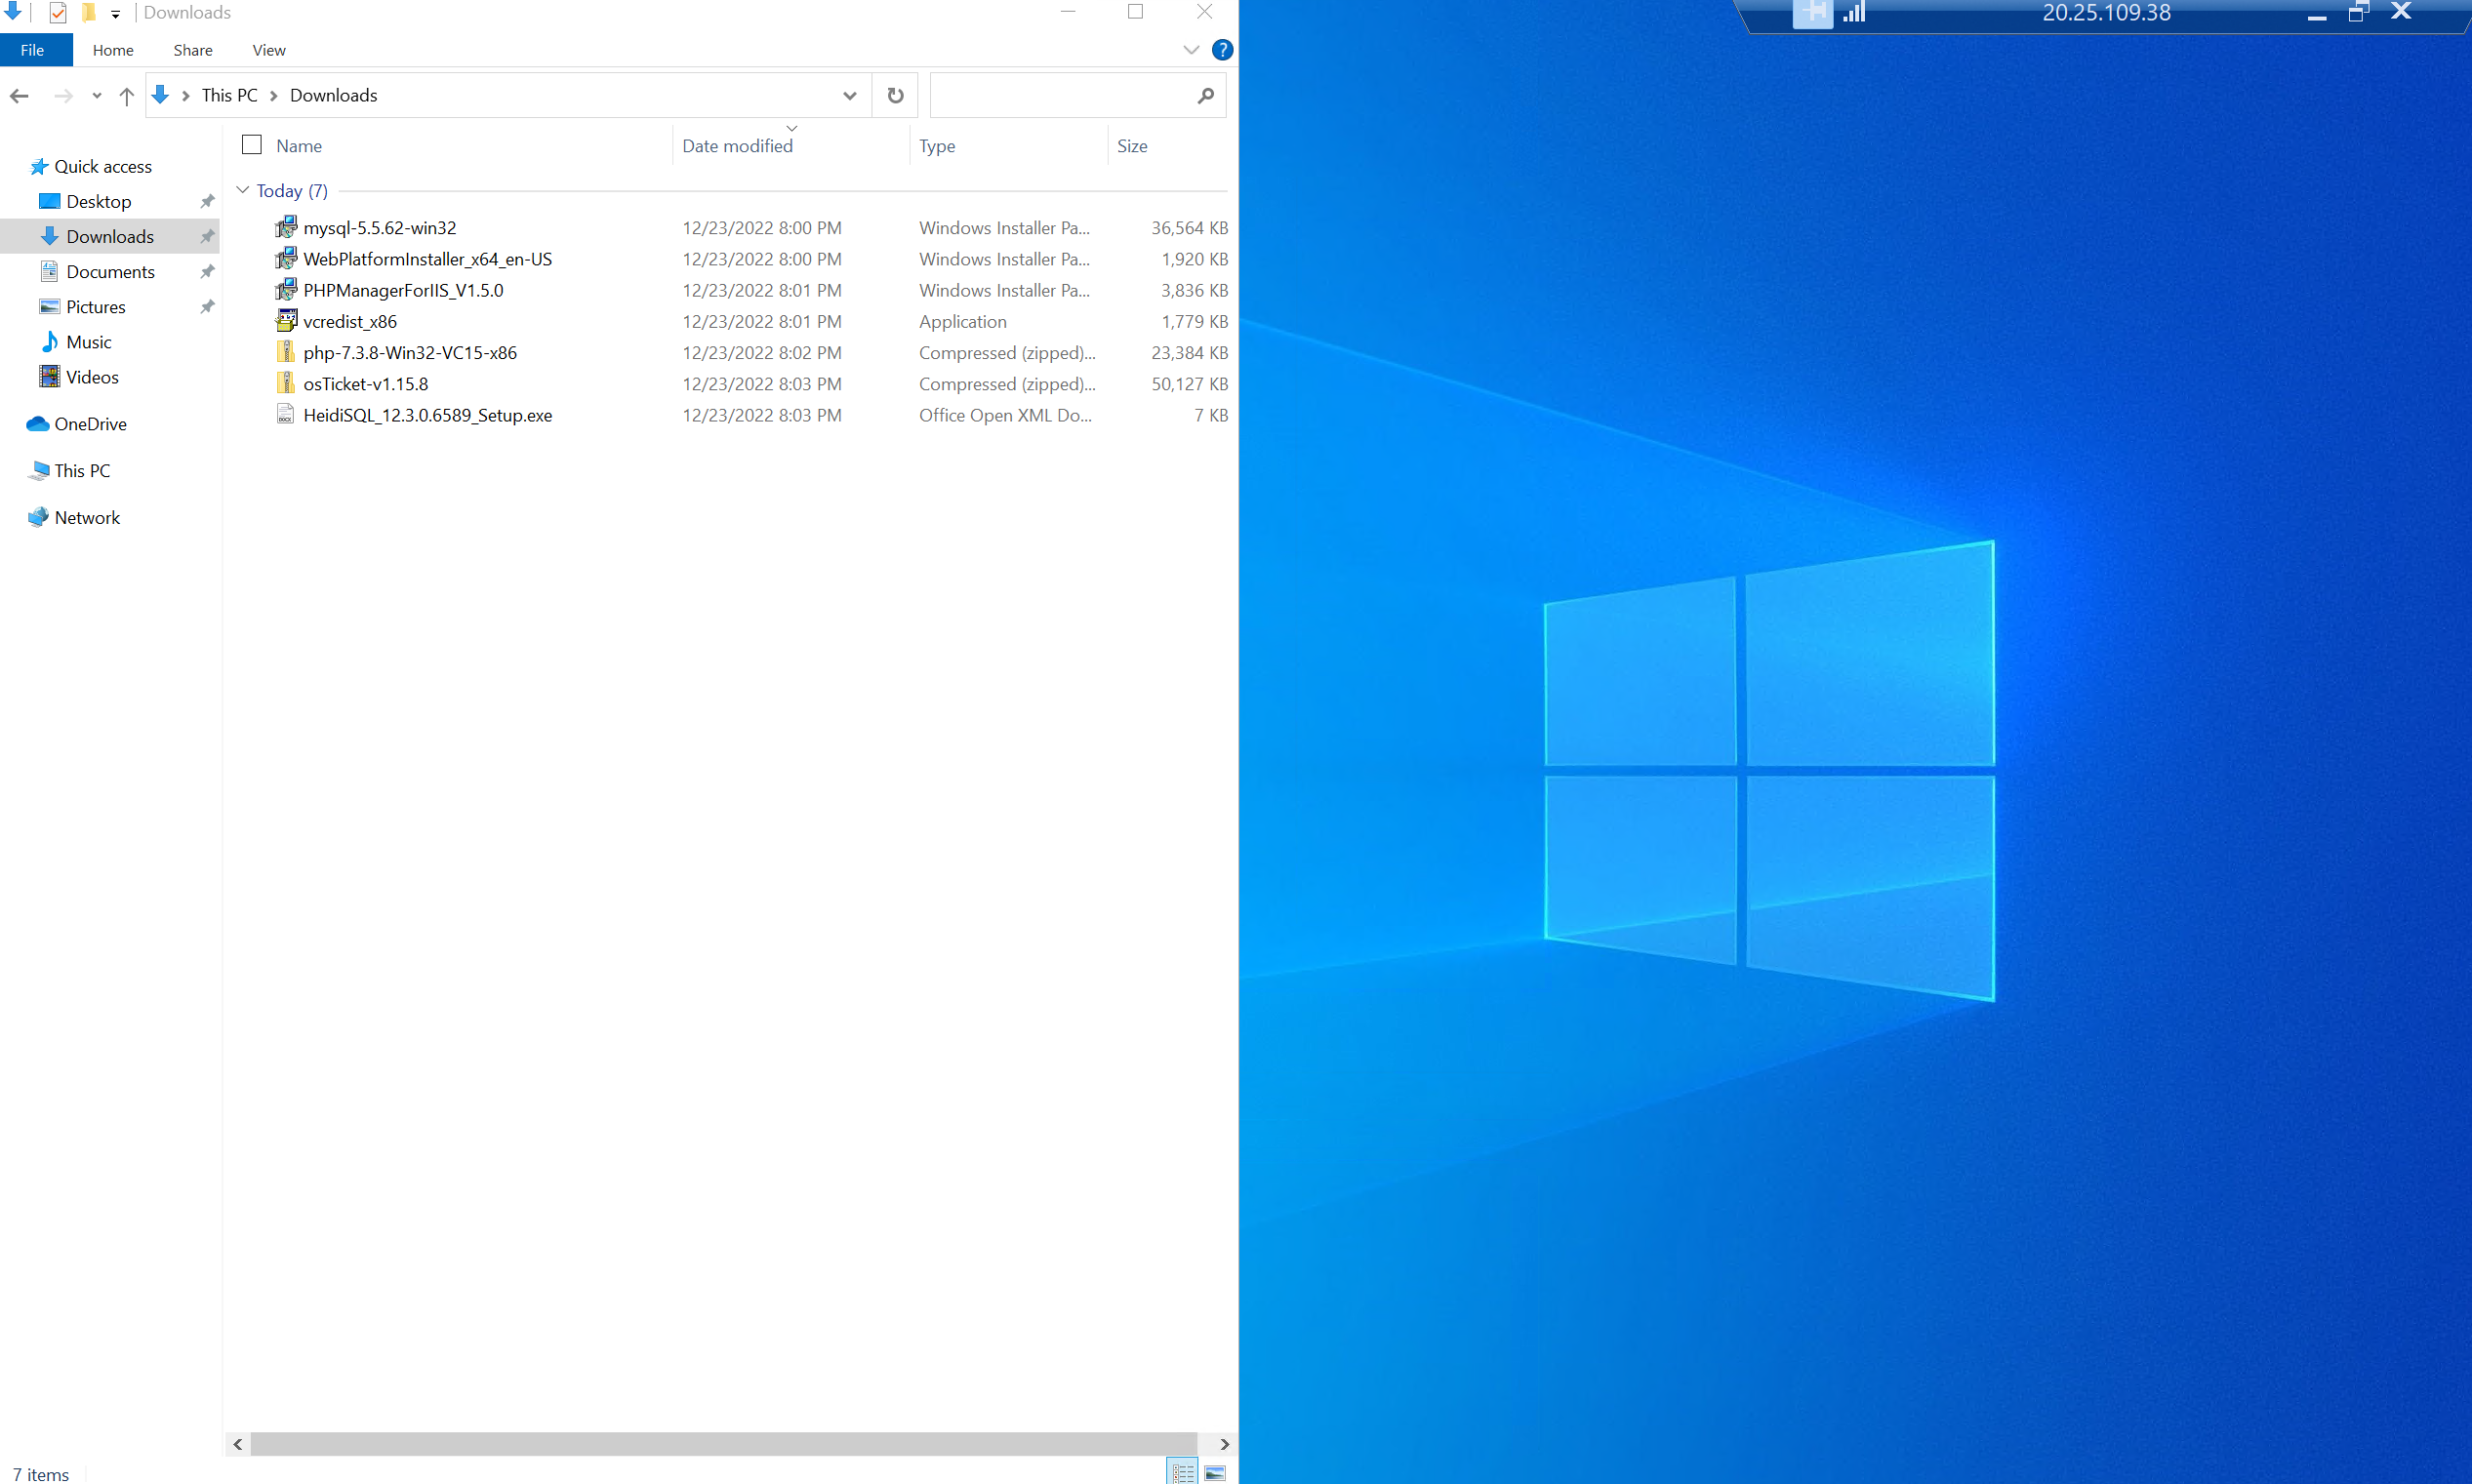 Downloads
20.25.109.38
File Home Share View
?
This PC Downloads
Name Date modified Type Size
Quick access
Today (7)
Desktop
mysql-5.5.62-win32 12/23/2022 8:00 PM Windows Installer Pa... 36,564 KB
Downloads
WebPlatformInstaller_x64_en-US 12/23/2022 8:00 PM Windows Installer Pa... 1,920 KB
Documents
PHPManagerForIIS_V1.5.0 12/23/2022 8:01 PM Windows Installer Pa... 3,836 KB
Pictures
vcredist_x86 12/23/2022 8:01 PM Application 1,779 KB
Music
php-7.3.8-Win32-VC15-x86 12/23/2022 8:02 PM Compressed (zipped)... 23,384 KB
Videos
osTicket-v1.15.8 12/23/2022 8:03 PM Compressed (zipped)... 50,127 KB
HeidiSQL_12.3.0.6589_Setup.exe 12/23/2022 8:03 PM Office Open XML Do... 7 KB
OneDrive
This PC
Network
7 items